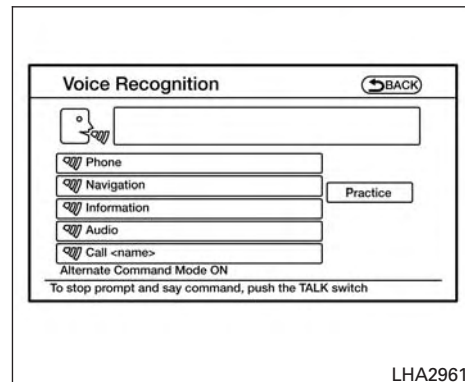 Voice Recognition BACK
Phone
Navigation
Practice
Information
Audio
Call <name>
Alternate Command Mode ON
To stop prompt and say command, push the TALK switch
LHA2961